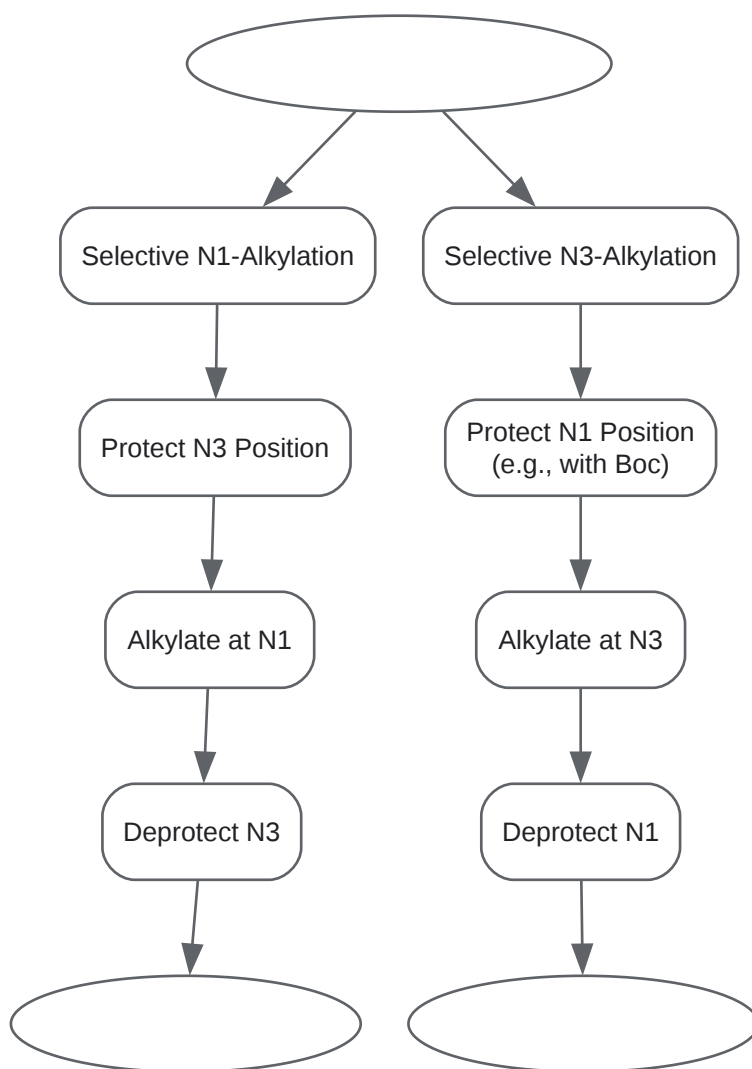 Selective N1-Alkylation
Selective N3-Alkylation
Protect N3 Position
Protect N1 Position
(e.g., with Boc)
Alkylate at N1
Alkylate at N3
Deprotect N3
Deprotect N1